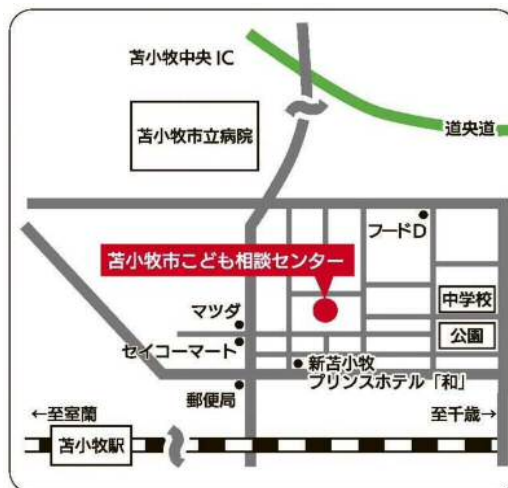 苫小牧中央IC
苫小牧市立病院
道央道
フードD
苫小牧市こども相談センター
中学校
マツダ
公園
セイコーマート
新苫小牧
プリンスホテル「和」
郵便局
←至室蘭
至千歳→
苫小牧駅